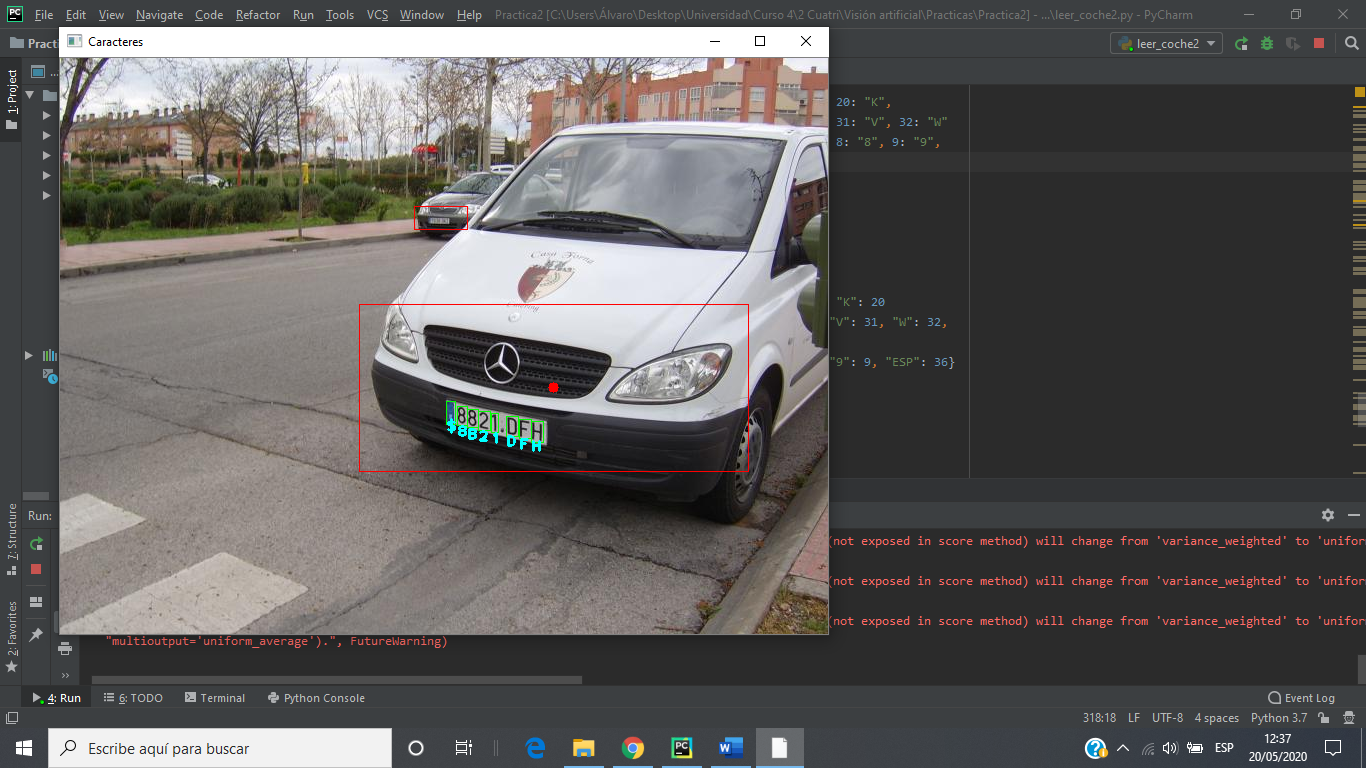 File Edit View Navigate Code Refactor Run Tools VCS Window Help Practica2 [C:\Users\Álvaro\Desktop\Universidad\Curso 4\2 Cuatri\Visión artificial\Practicas\Practica2] - ...\leer_coche2.py - PyCharm
Practi
Caracteres
leer_coche2
1: Project
...
20: "K",
31: "V", 32: "W"
8: "8", 9: "9",
Casa Forna
Catering
"K": 20
"V": 31, "W": 32,
"9": 9, "ESP": 36}
8821 DFH
$8821DFH
7: Structure
2: Favorites
Run:
(not exposed in score method) will change from 'variance_weighted' to 'unifor
(not exposed in score method) will change from 'variance_weighted' to 'unifor
(not exposed in score method) will change from 'variance_weighted' to 'unifor
"multioutput='uniform_average').", FutureWarning)
4: Run 6: TODO Terminal Python Console Event Log
318:18 LF UTF-8 4 spaces Python 3.7
Escribe aquí para buscar
ESP
12:37
20/05/2020